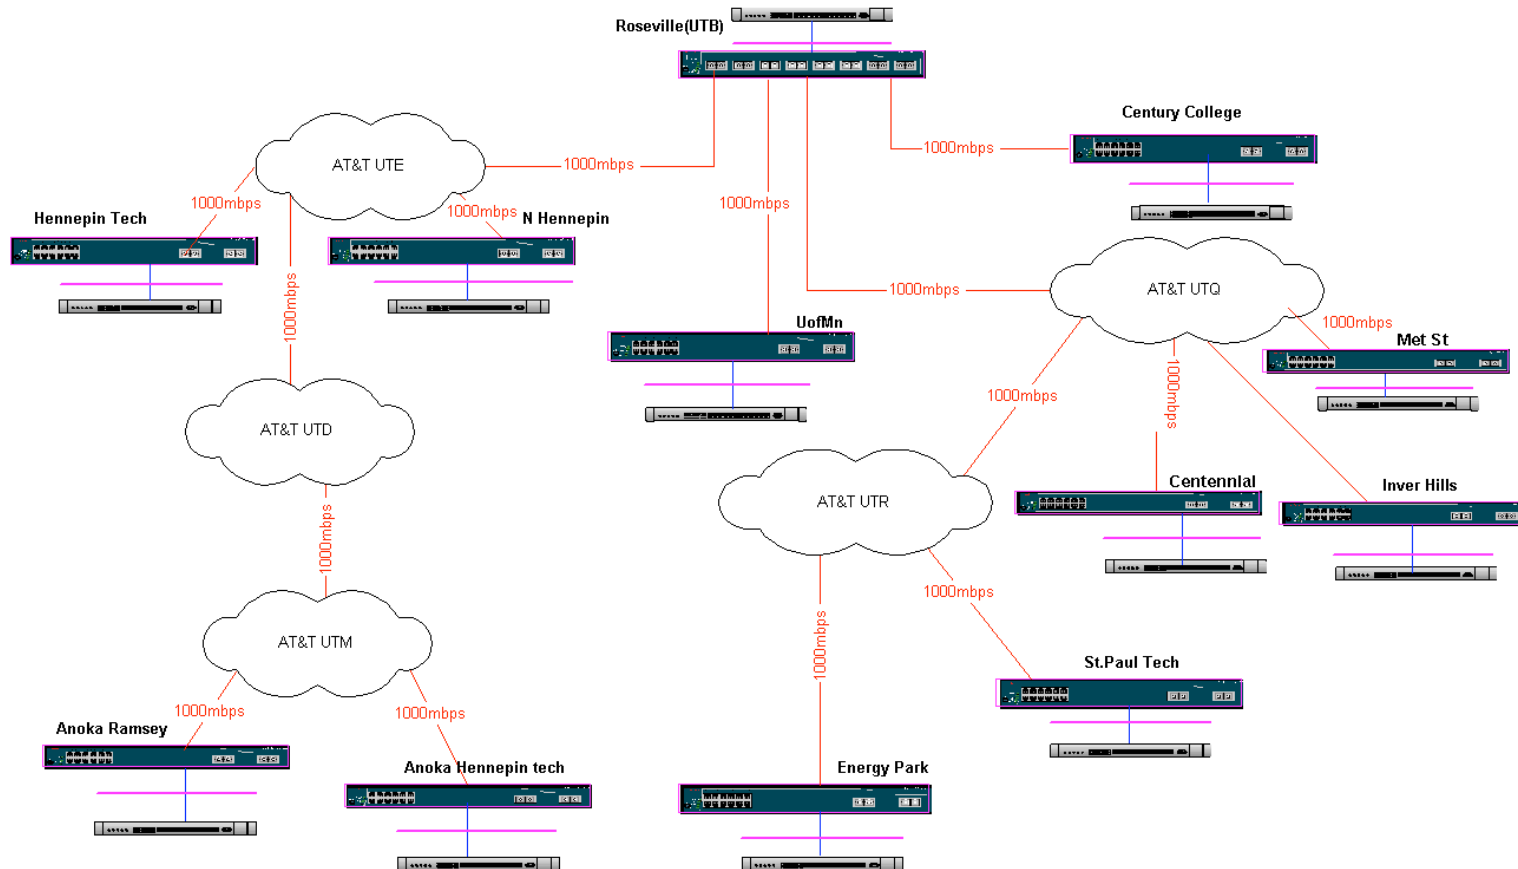 Roseville(UTB)
Century College
AT&T UTE
1000mbps
1000mbps
1000mbps
1000mbps
1000mbps
Hennepin Tech
N Hennepin
1000mbps
1000mbps
AT&T UTQ
1000mbps
UofMn
1000mbps
Met St
1000mbps
1000mbps
AT&T UTD
Centennial
Inver Hills
AT&T UTR
1000mbps
1000mbps
1000mbps
AT&T UTM
St.Paul Tech
1000mbps
1000mbps
Anoka Ramsey
Anoka Hennepin tech
Energy Park